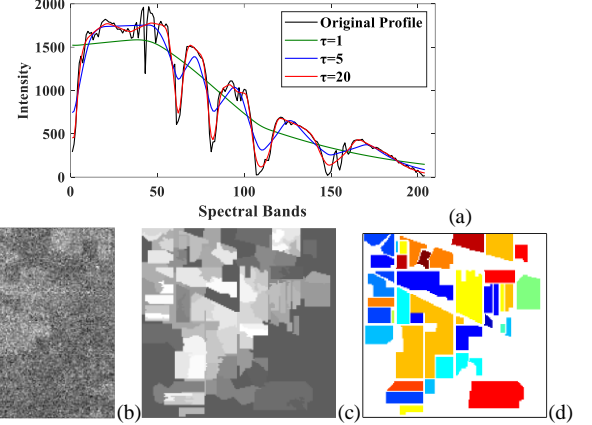 2000
1500
1000
500
0
Intensity
Original Profile
τ=1
τ=5
τ=20
0 50 100 150 200
Spectral Bands
(a)
(b) (c) (d)